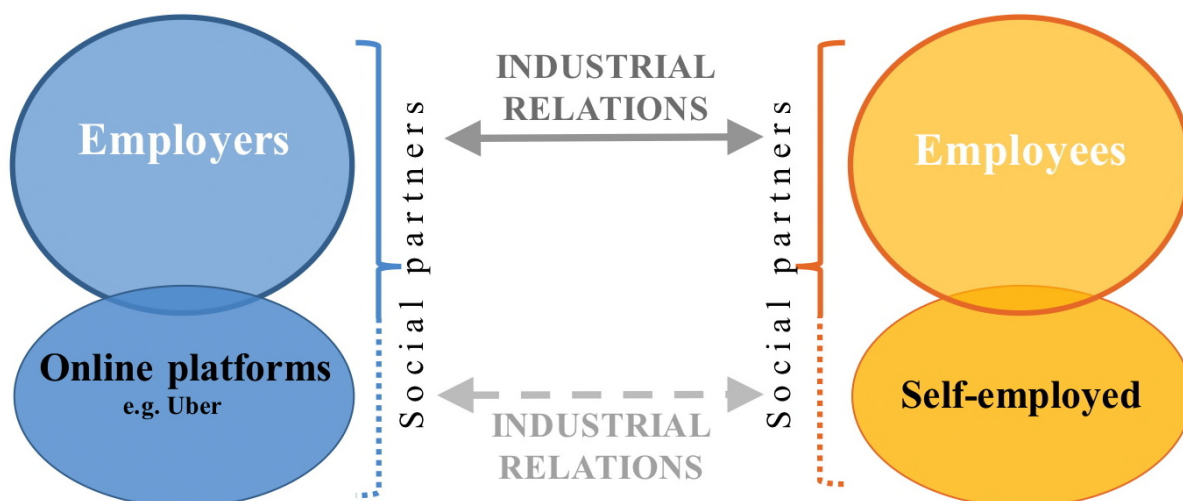 Employers
Online platforms
e.g. Uber
Social partners
INDUSTRIAL
RELATIONS
INDUSTRIAL
RELATIONS
Social partners
Employees
Self-employed